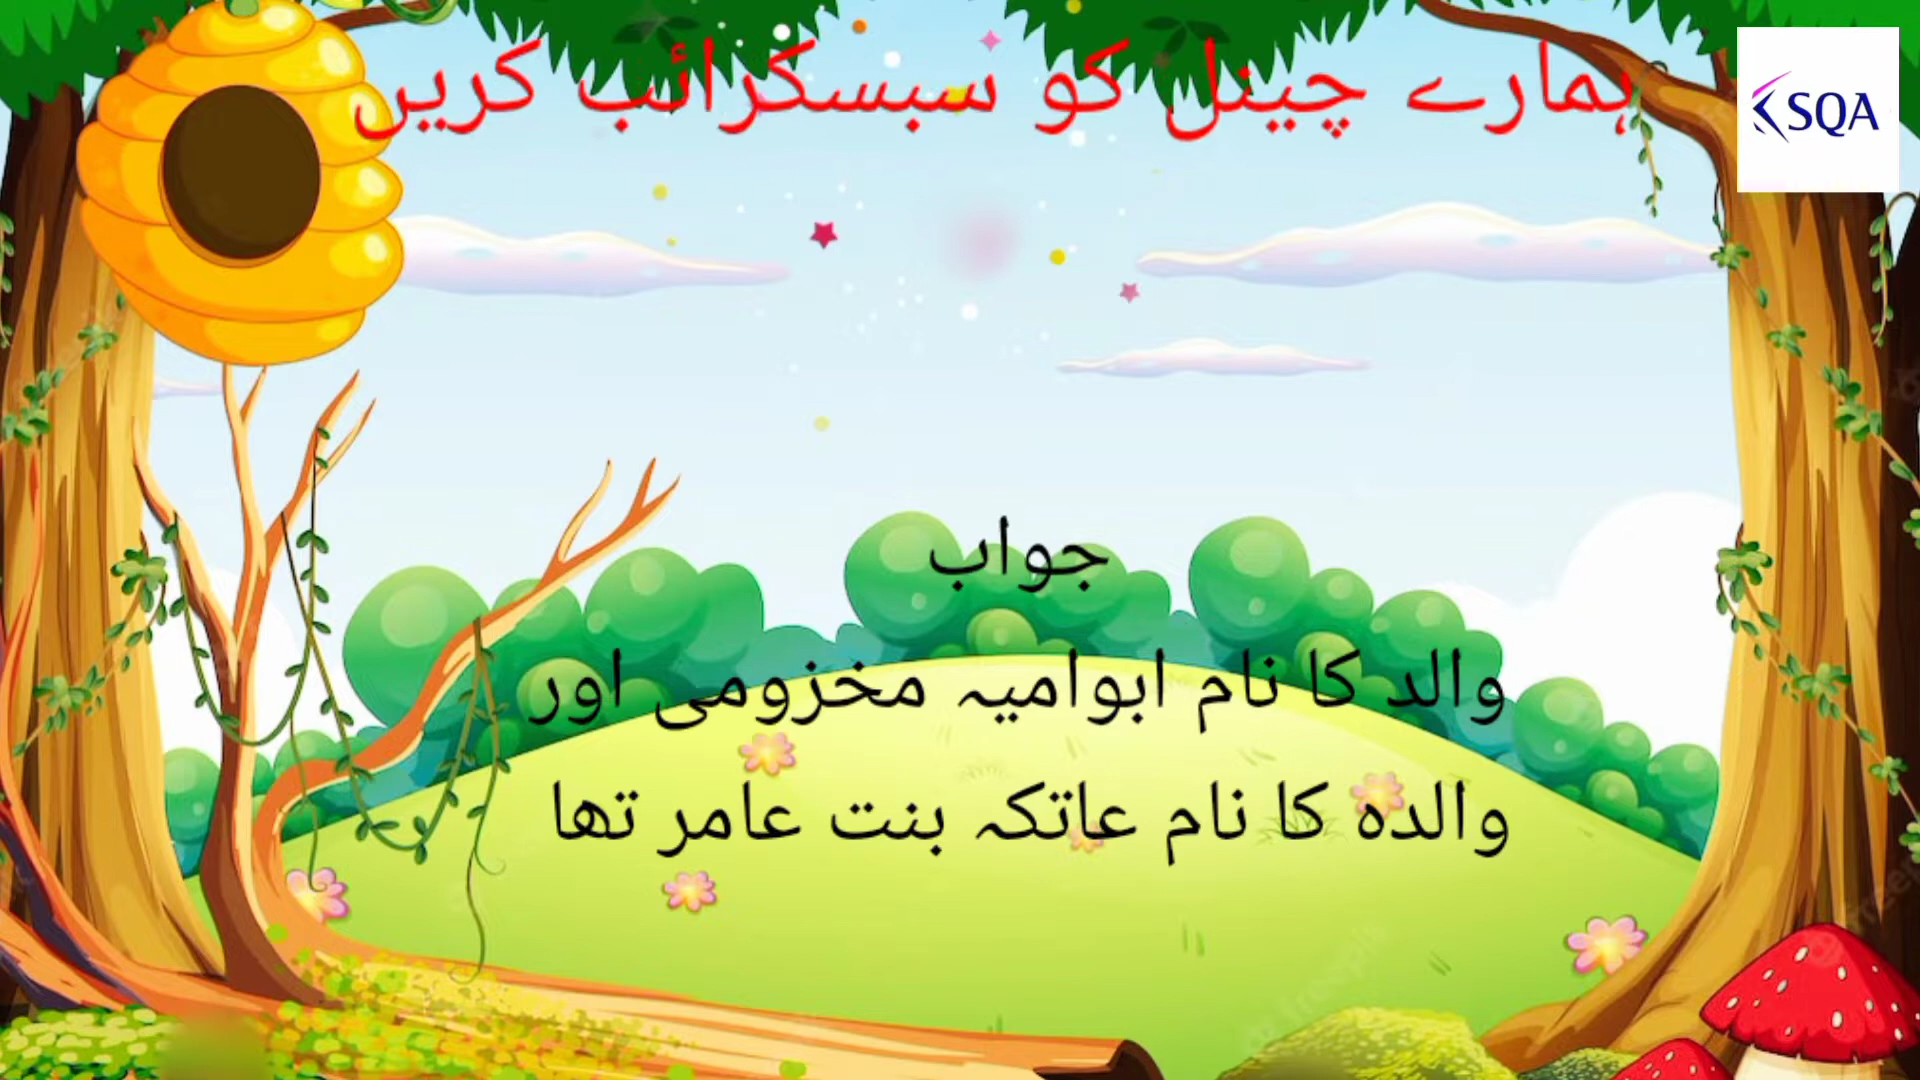 ہمارے چینل کو سبسکرائب کریں
SQA
جواب
والد کا نام ابوامیہ مخزومی اور
والدہ کا نام عاتکہ بنت عامر تھا